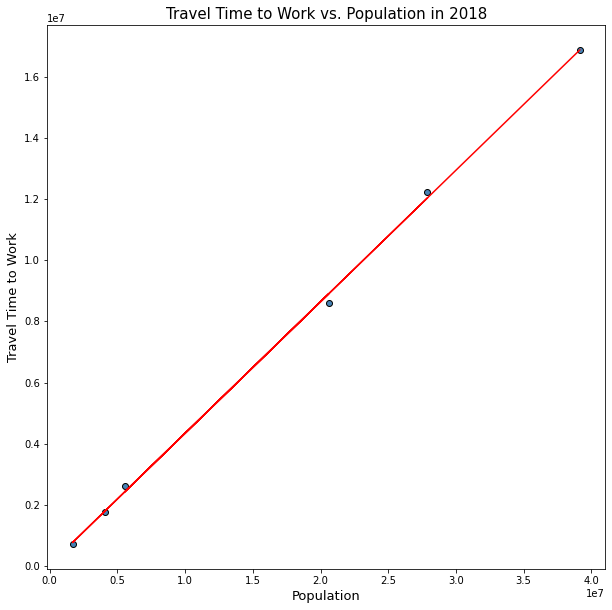 Travel Time to Work vs. Population in 2018
1e7
1.6
1.4
1.2
1.0
0.8
0.6
0.4
0.2
0.0
Travel Time to Work
0.0 0.5 1.0 1.5 2.0 2.5 3.0 3.5 4.0
1e7
Population